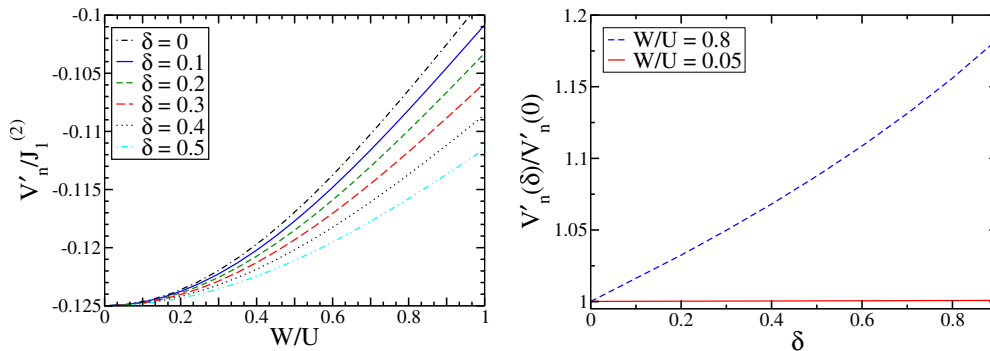 -0.1
-0.105
-0.11
-0.115
-0.12
-0.125
V′n/J1(2)
δ = 0
δ = 0.1
δ = 0.2
δ = 0.3
δ = 0.4
δ = 0.5
0 0.2 0.4 0.6 0.8 1
W/U
1.2
1.15
1.1
1.05
1
V′n(δ)/V′n(0)
W/U = 0.8
W/U = 0.05
0 0.2 0.4 0.6 0.8
δ